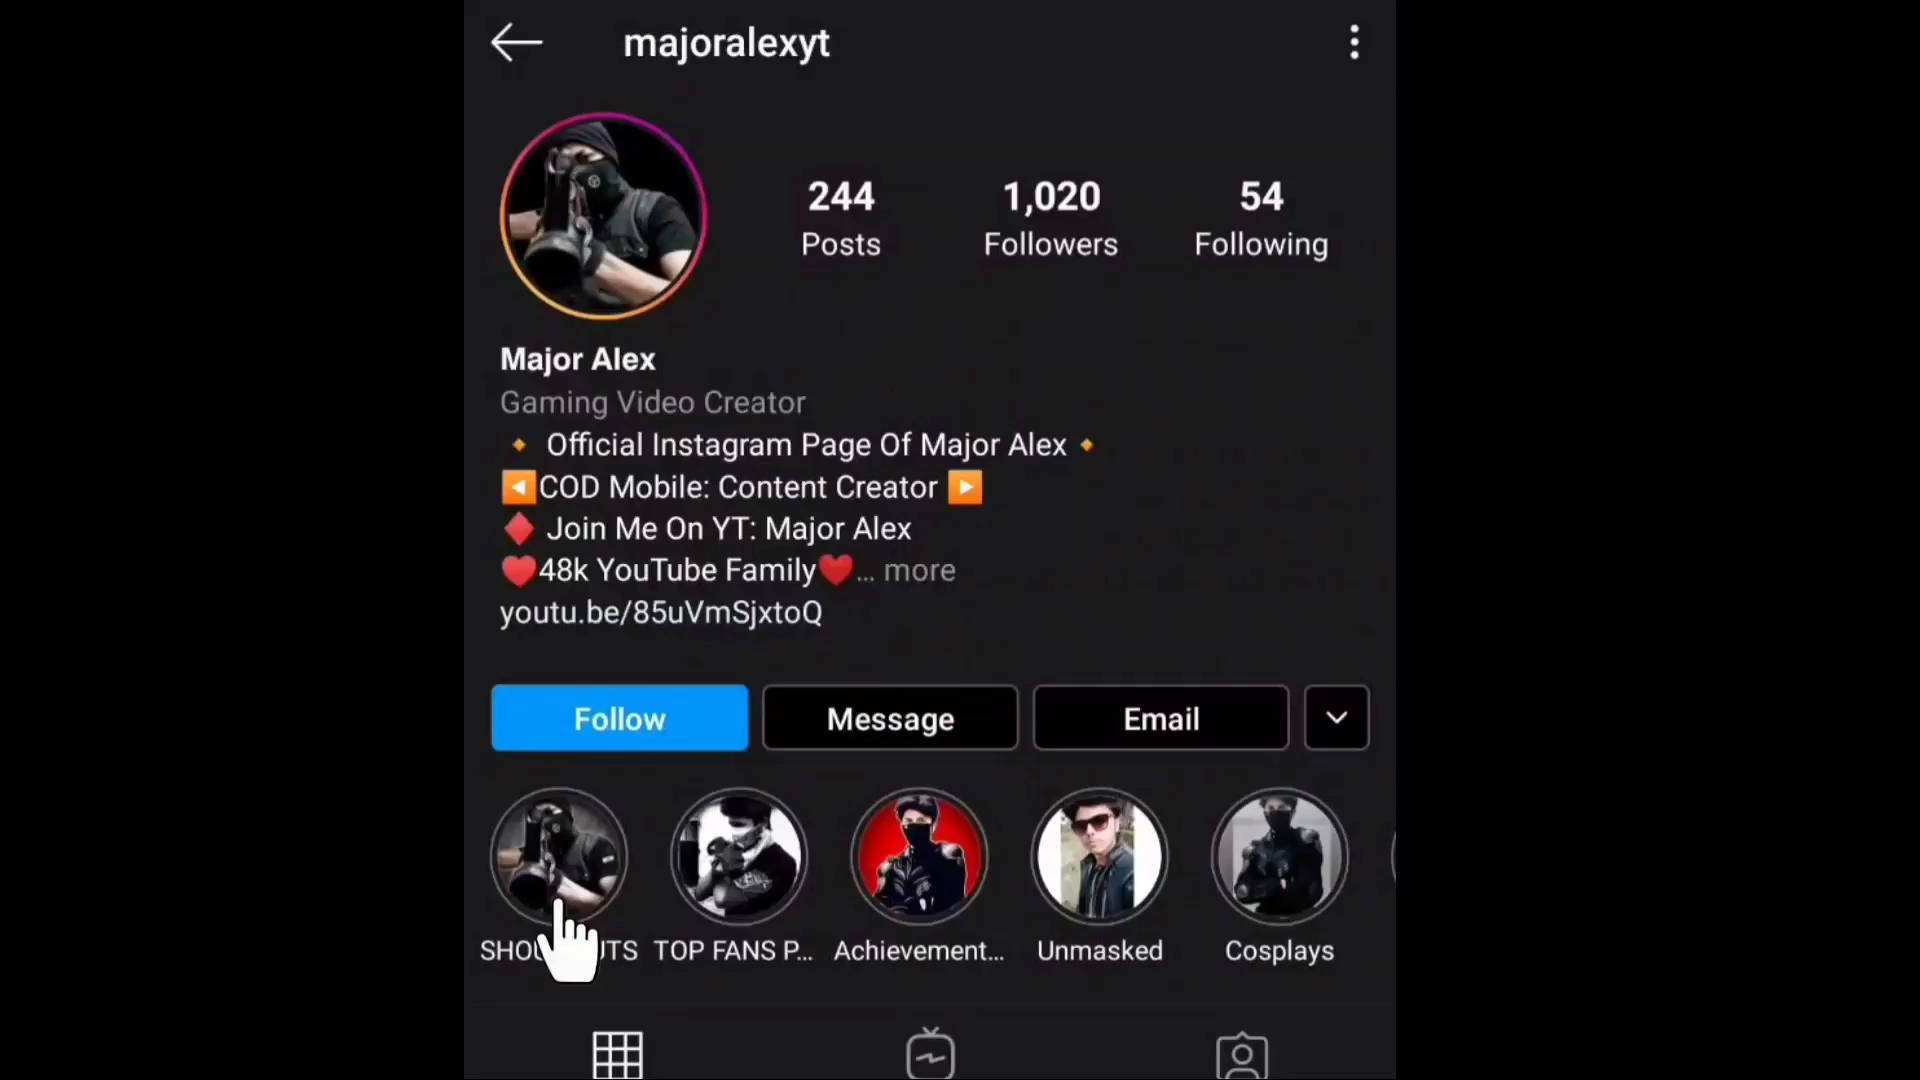 majoralexyt
244
Posts
1,020
Followers
54
Following
Major Alex
Gaming Video Creator
🔸 Official Instagram Page Of Major Alex🔸
◀️COD Mobile: Content Creator ▶️
♦️ Join Me On YT: Major Alex
♥️48k YouTube Family♥️... more
youtu.be/85uVmSjxtoQ
Follow
Message
Email
TOP FANS P...
Achievement...
Unmasked
Cosplays